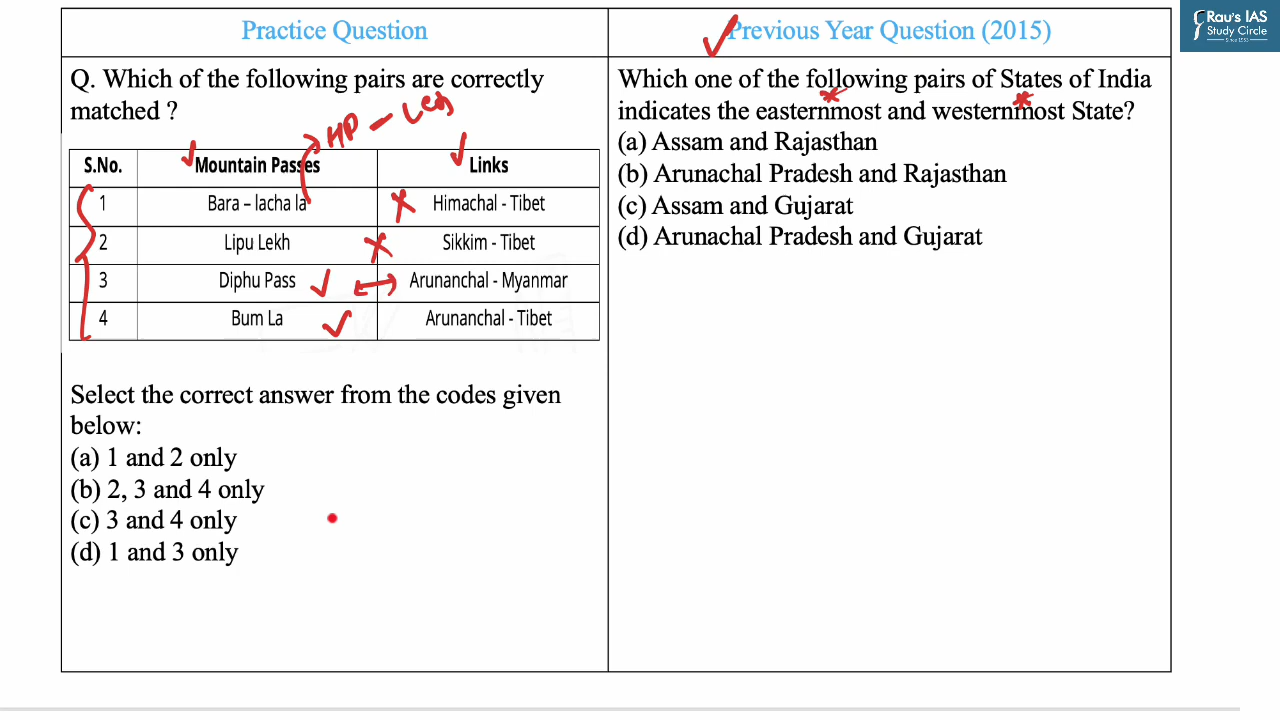 Rau's IAS
Study Circle
Since 1953
Practice Question
Q. Which of the following pairs are correctly
matched ?
HP - Leh
S.No. Mountain Passes Links
1 Bara – lacha la Himachal - Tibet
2 Lipu Lekh Sikkim - Tibet
3 Diphu Pass Arunanchal - Myanmar
4 Bum La Arunanchal - Tibet
Select the correct answer from the codes given
below:
(a) 1 and 2 only
(b) 2, 3 and 4 only
(c) 3 and 4 only
(d) 1 and 3 only
Previous Year Question (2015)
Which one of the following pairs of States of India
indicates the easternmost and westernmost State?
(a) Assam and Rajasthan
(b) Arunachal Pradesh and Rajasthan
(c) Assam and Gujarat
(d) Arunachal Pradesh and Gujarat